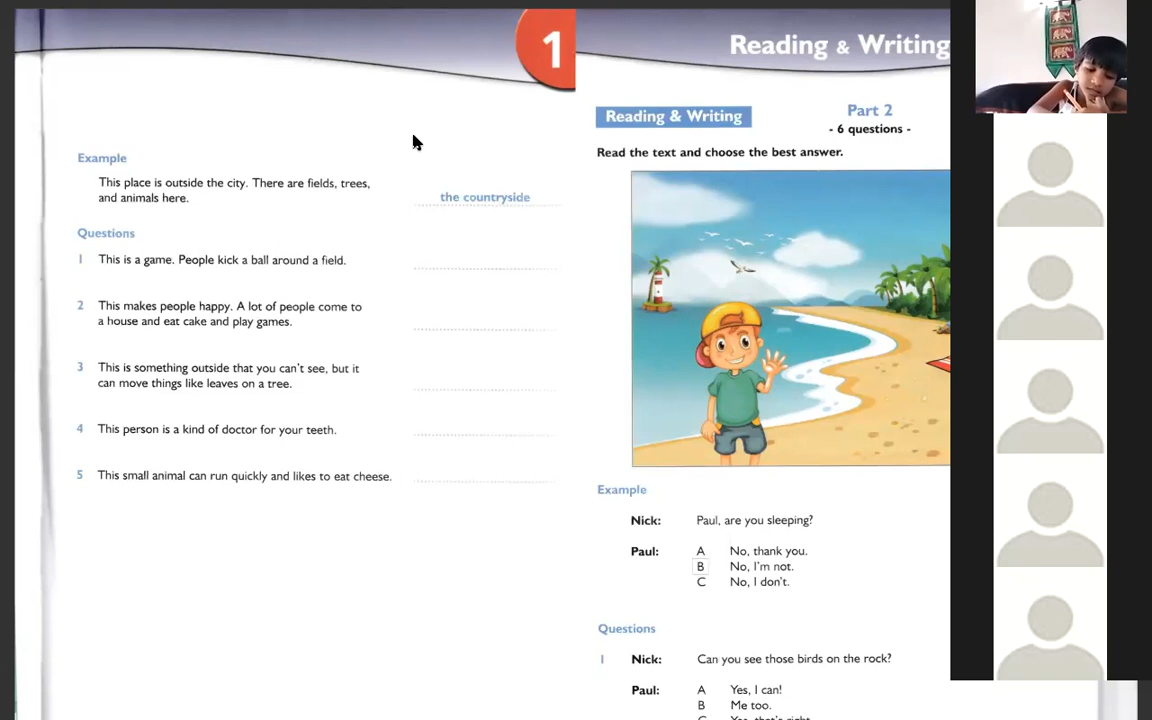 1
Example
This place is outside the city. There are fields, trees,
and animals here.
the countryside
Questions
1 This is a game. People kick a ball around a field.
2 This makes people happy. A lot of people come to
a house and eat cake and play games.
3 This is something outside that you can't see, but it
can move things like leaves on a tree.
4 This person is a kind of doctor for your teeth.
5 This small animal can run quickly and likes to eat cheese.
Reading & Writing
Reading & Writing
Part 2
- 6 questions -
Read the text and choose the best answer.
Example
Nick: Paul, are you sleeping?
Paul: A No, thank you.
B No, I'm not.
C No, I don't.
Questions
1 Nick: Can you see those birds on the rock?
Paul: A Yes, I can!
B Me too.
C Yes, that's right